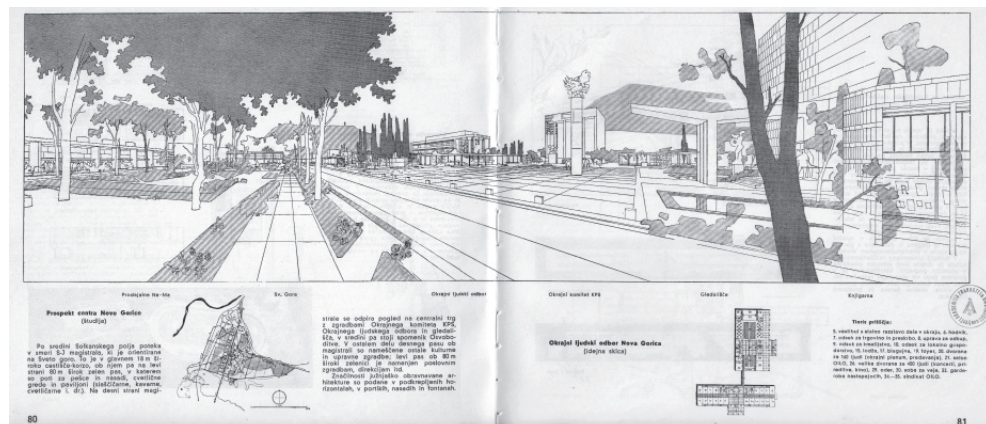 Prodajalne Na-Ma
Sv. Gora
Okrajni ljudski odbor
Okrajni komitet KPS
Gledališče
Knjigarna
Prospekt centra Nove Gorice
(študija)
Po sredini Solkanskega polja poteka
v smeri S-J magistrala, ki je orientirana
na Sveto goro. To je v glavnem 18 m ši-
roko cestišče-korzo, ob njem pa na levi
strani 80 m širok zelen pas, v katerem
so poti za pešce in nasadi, cvetlične
grede in paviljoni (slaščičarne, kavarne,
cvetličarne i. dr.). Na desni strani magi-
strale se odpira pogled na centralni trg
z zgradbami Okrajnega komiteta KPS,
Okrajnega ljudskega odbora in gledali-
šča, v sredini pa stoji spomenik Osvobo-
ditve. V ostalem delu desnega pasu ob
magistrali so nameščene ostale kulturne
in upravne zgradbe; levi pas ob 80 m
široki zelenici je namenjen poslovnim
zgradbam, direkcijam itd.
Značilnosti južnjaško obravnavane ar-
hitekture so podane v podkrepljenih ho-
rizontalah, v portikih, nasadih in fontanah.
Okrajni ljudski odbor Nova Gorica
(idejna skica)
Tloris pritličja:
80
81